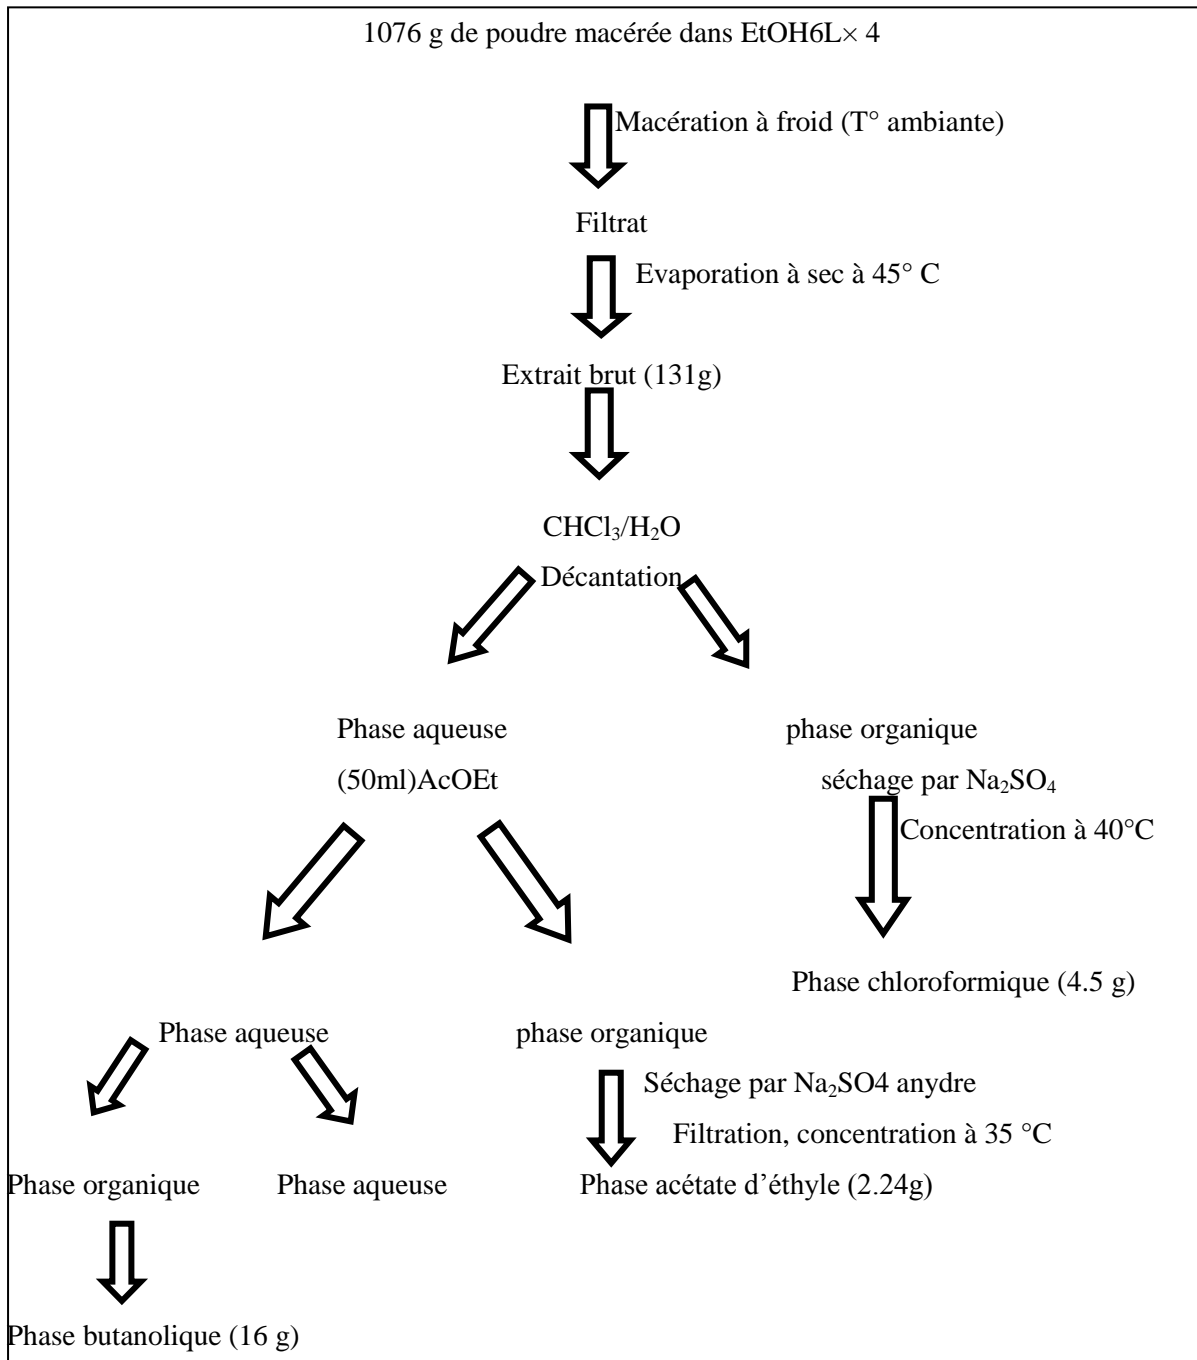 1076 g de poudre macérée dans EtOH6L× 4
Macération à froid (T° ambiante)
Filtrat
Evaporation à sec à 45° C
Extrait brut (131g)
CHCl₃/H₂O
Décantation
Phase aqueuse
phase organique
(50ml)AcOEt
séchage par Na₂SO₄
Concentration à 40°C
Phase chloroformique (4.5 g)
Phase aqueuse
phase organique
Séchage par Na₂SO4 anydre
Filtration, concentration à 35 °C
Phase organique
Phase aqueuse
Phase acétate d’éthyle (2.24g)
Phase butanolique (16 g)